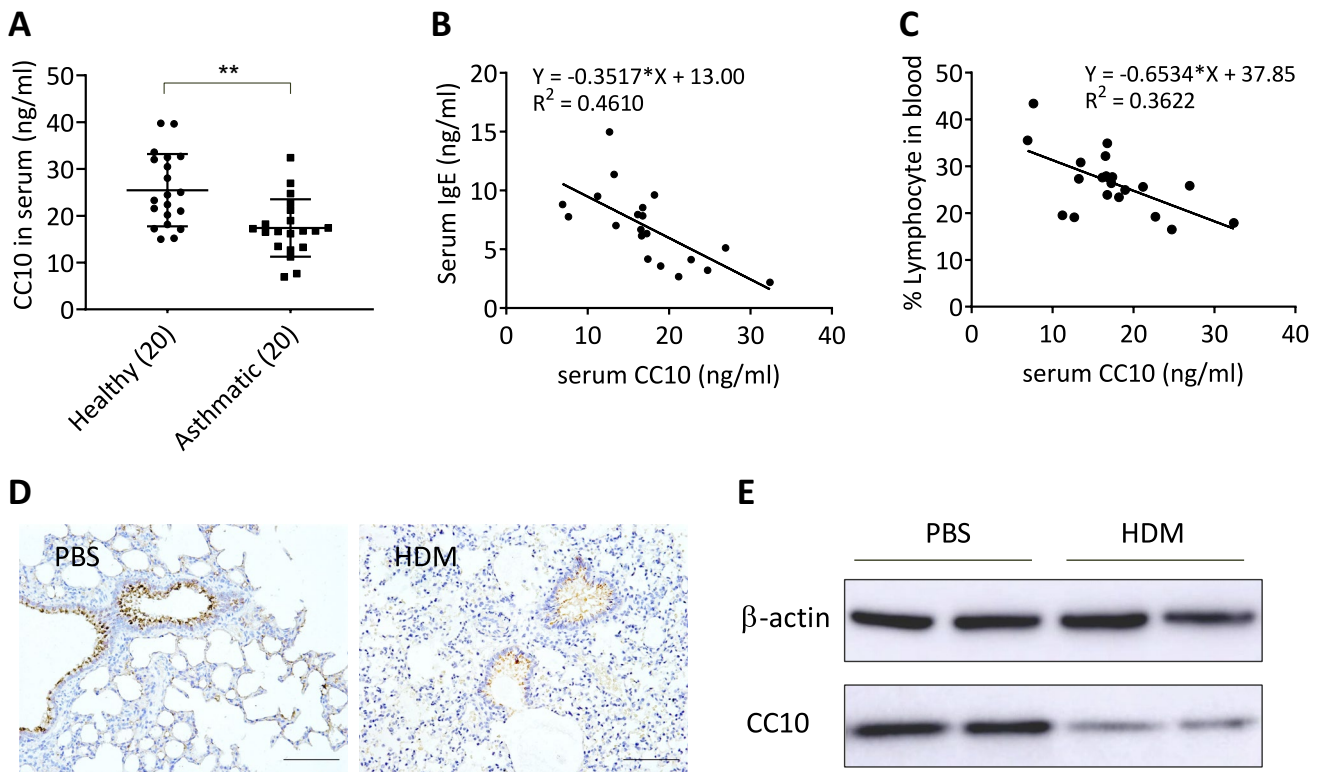 A
CC10 in serum (ng/ml)
50
40
30
20
10
0
**
Healthy (20)
Asthmatic (20)
B
Serum IgE (ng/ml)
20
15
10
5
0
Y = -0.3517*X + 13.00
R² = 0.4610
0 10 20 30 40
serum CC10 (ng/ml)
C
% Lymphocyte in blood
50
40
30
20
10
0
Y = -0.6534*X + 37.85
R² = 0.3622
0 10 20 30 40
serum CC10 (ng/ml)
D
PBS
HDM
E
PBS HDM
β-actin
CC10